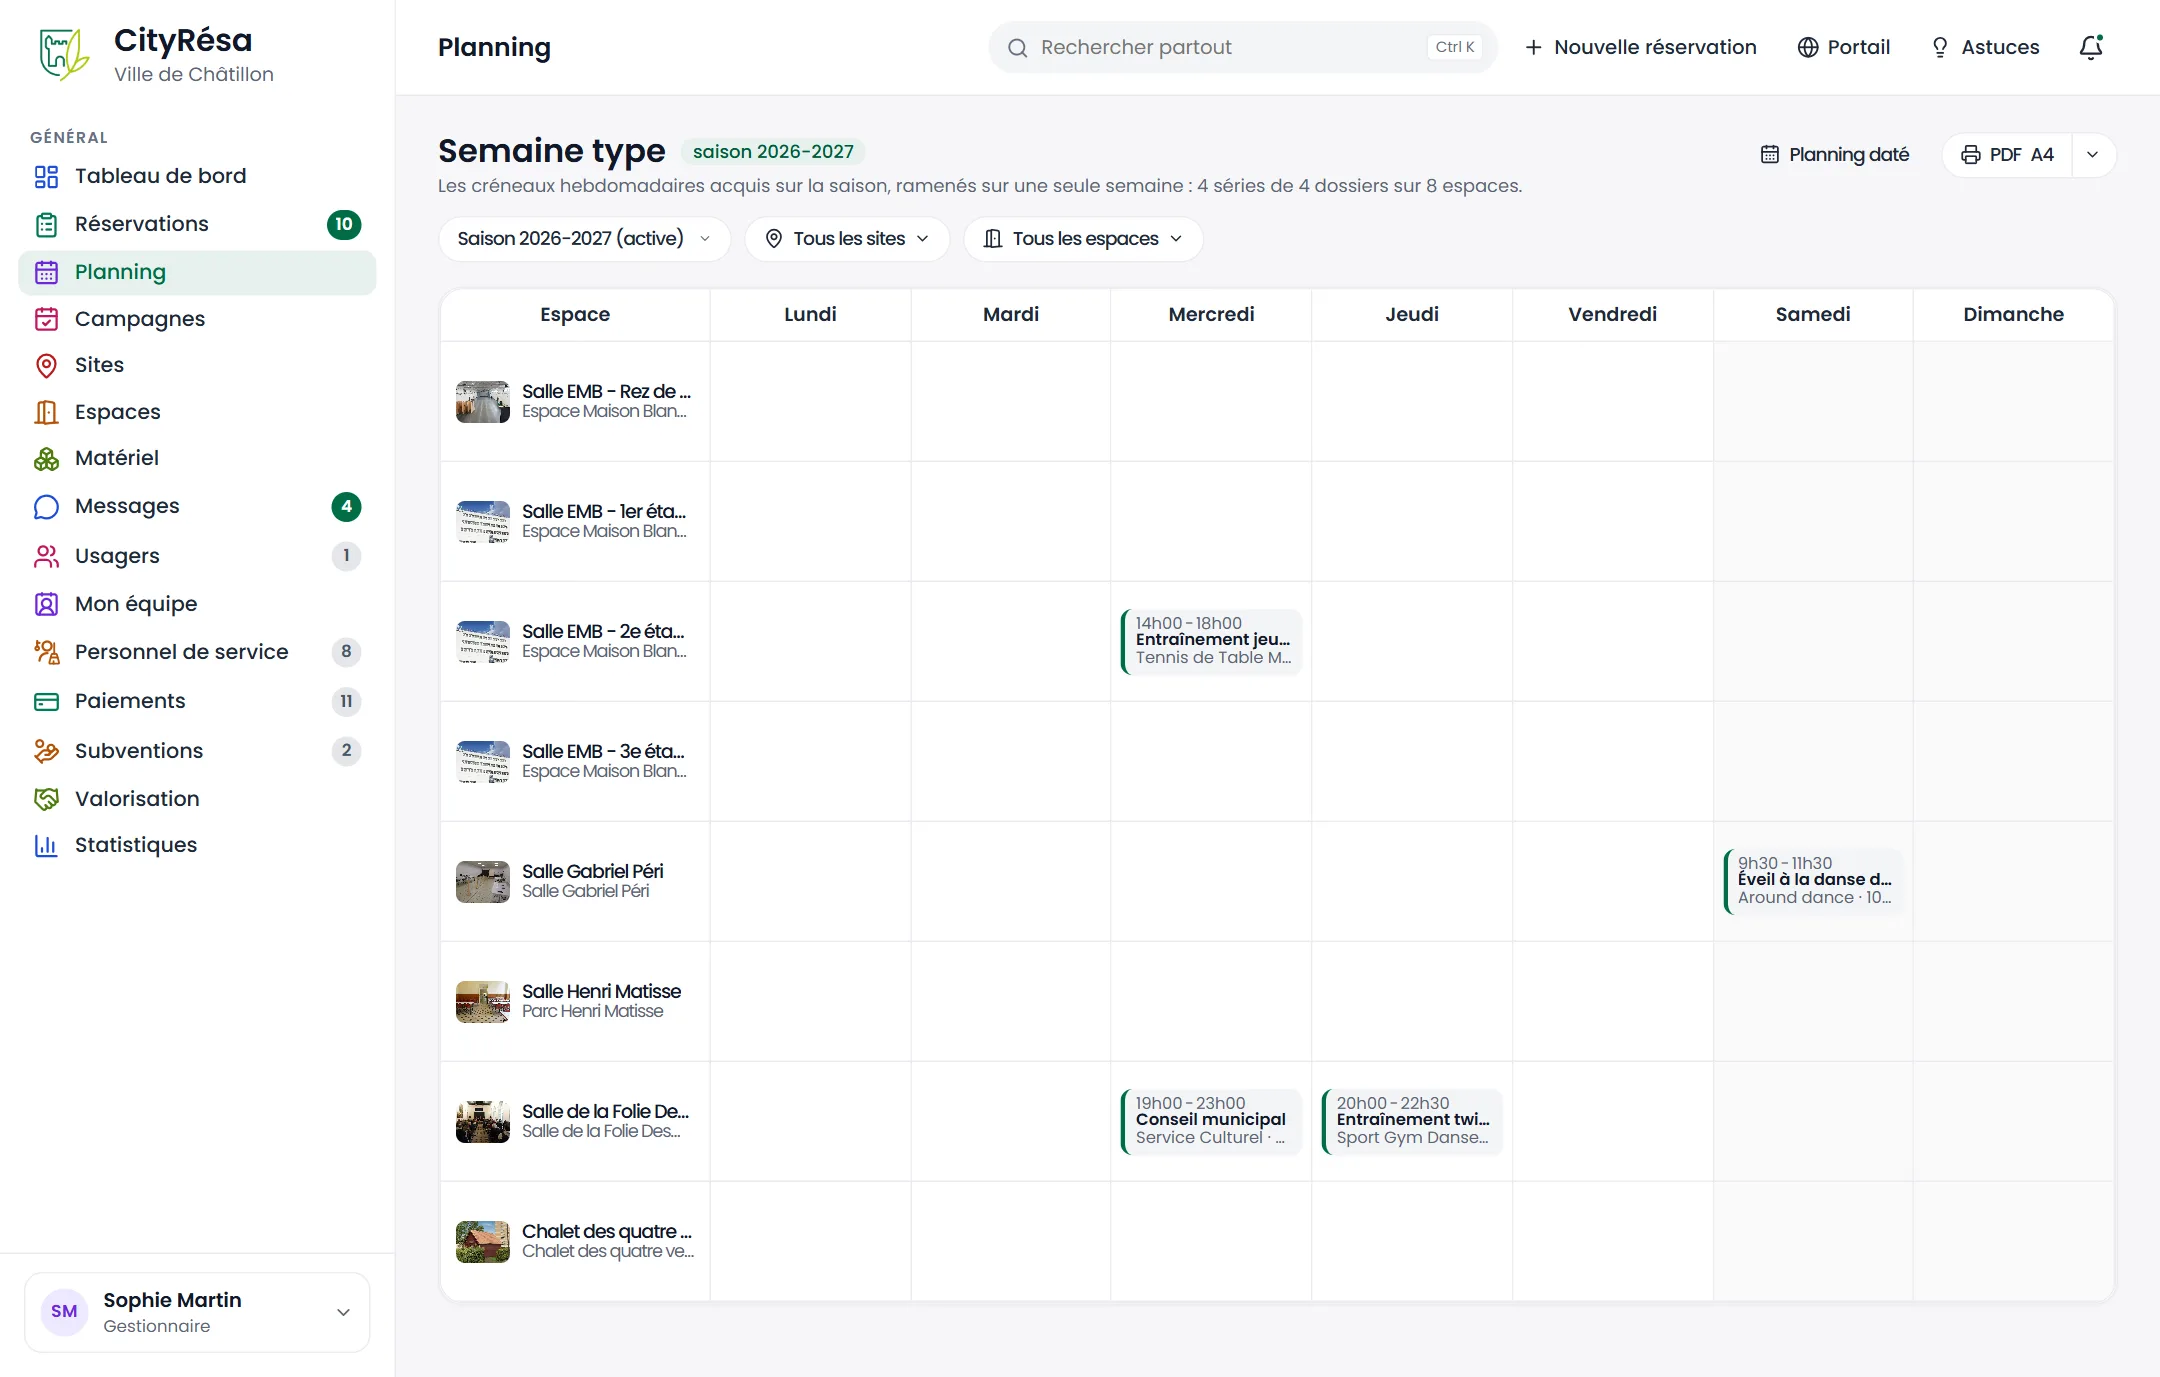 CityRésa
Ville de Châtillon
GÉNÉRAL
Tableau de bord
Réservations 10
Planning
Campagnes
Sites
Espaces
Matériel
Messages 4
Usagers 1
Mon équipe
Personnel de service 8
Paiements 11
Subventions 2
Valorisation
Statistiques
SM
Sophie Martin
Gestionnaire
Planning
Rechercher partout Ctrl K
Nouvelle réservation
Portail
Astuces
Semaine type saison 2026-2027
Les créneaux hebdomadaires acquis sur la saison, ramenés sur une seule semaine : 4 séries de 4 dossiers sur 8 espaces.
Planning daté
PDF A4
Saison 2026-2027 (active)
Tous les sites
Tous les espaces
Espace Lundi Mardi Mercredi Jeudi Vendredi Samedi Dimanche
Salle EMB - Rez de ...
Espace Maison Blan...
Salle EMB - 1er éta...
Espace Maison Blan...
Salle EMB - 2e éta...
Espace Maison Blan...
14h00 - 18h00
Entraînement jeu...
Tennis de Table M...
Salle EMB - 3e éta...
Espace Maison Blan...
Salle Gabriel Péri
Salle Gabriel Péri
9h30 - 11h30
Éveil à la danse d...
Around dance · 10...
Salle Henri Matisse
Parc Henri Matisse
Salle de la Folie De...
Salle de la Folie Des...
19h00 - 23h00
Conseil municipal
Service Culturel · ...
20h00 - 22h30
Entraînement twi...
Sport Gym Danse...
Chalet des quatre ...
Chalet des quatre ve...